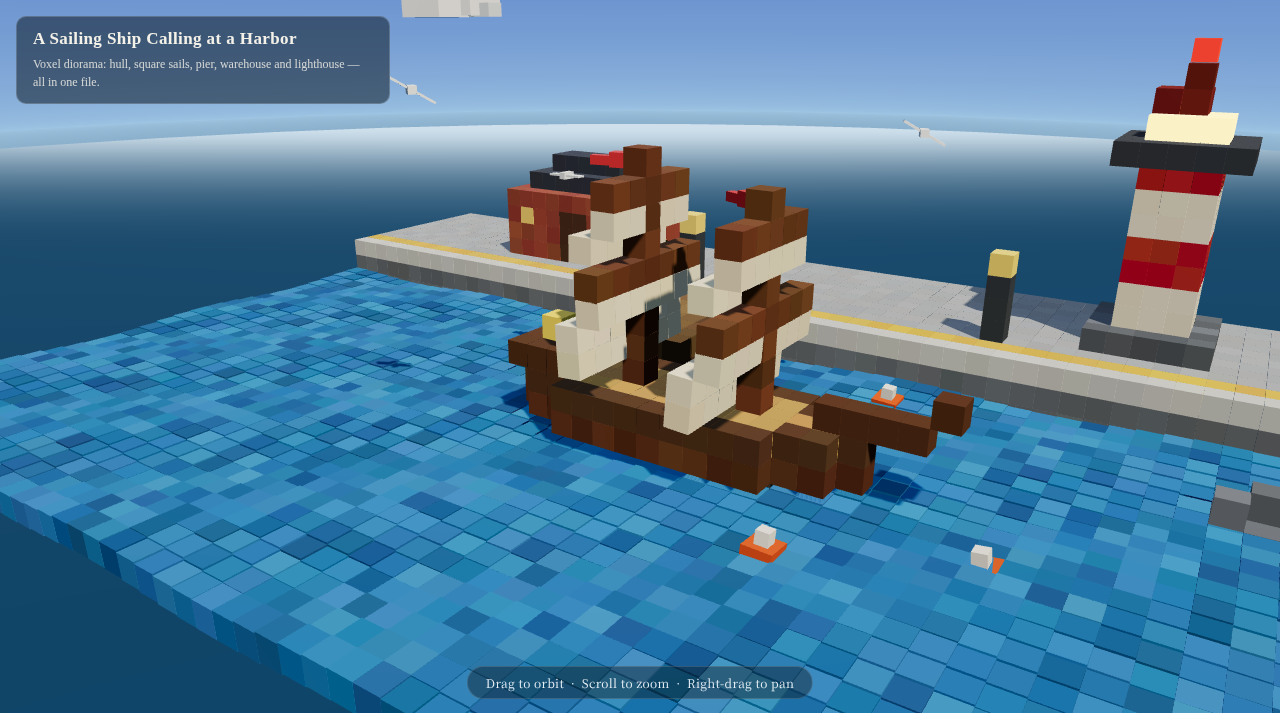 A Sailing Ship Calling at a Harbor
Voxel diorama: hull, square sails, pier, warehouse and lighthouse —
all in one file.
Drag to orbit · Scroll to zoom · Right-drag to pan